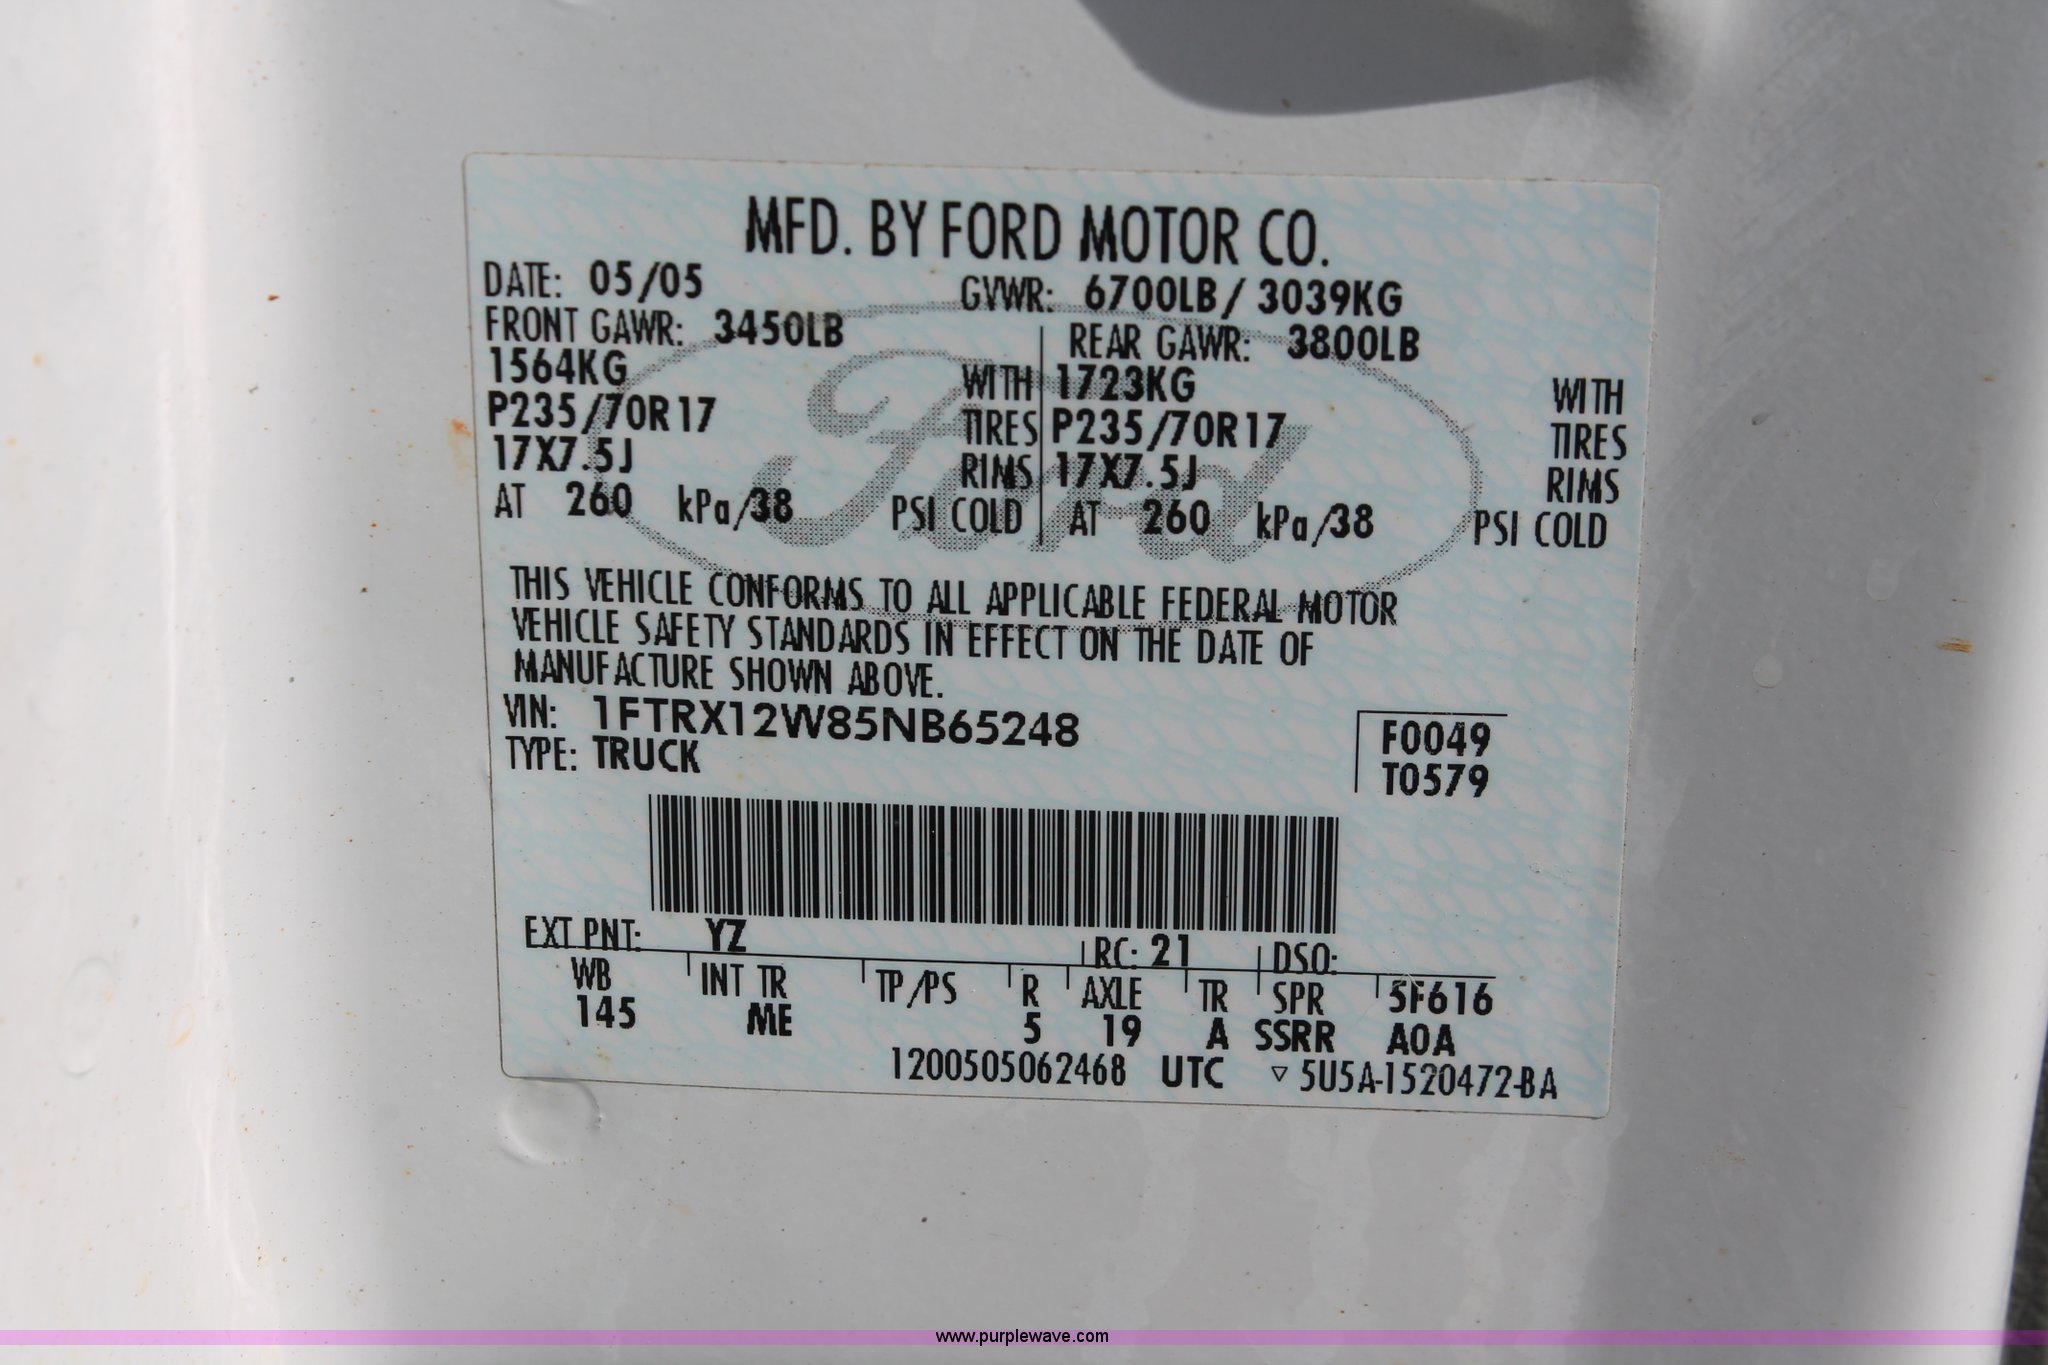 MFD. BY FORD MOTOR CO.
DATE: 05/05 GVWR: 6700LB/ 3039KG
FRONT GAWR: 3450LB REAR GAWR: 3800LB
1564KG WITH 1723KG WITH
P235/70R17 TIRES P235/70R17 TIRES
17X7.5J RIMS 17X7.5J RIMS
AT 260 kPa/38 PSI COLD AT 260 kPa/38 PSI COLD
Ford
THIS VEHICLE CONFORMS TO ALL APPLICABLE FEDERAL MOTOR
VEHICLE SAFETY STANDARDS IN EFFECT ON THE DATE OF
MANUFACTURE SHOWN ABOVE.
VIN: 1FTRX12W85NB65248 F0049
TYPE: TRUCK T0579
EXT PNT: YZ RC: 21 DSO:
WB INT TR TP/PS R AXLE TR SPR 5F616
145 ME 5 19 A SSRR A0A
1200505062468 UTC ▽ 5U5A-1520472-BA
www.purplewave.com